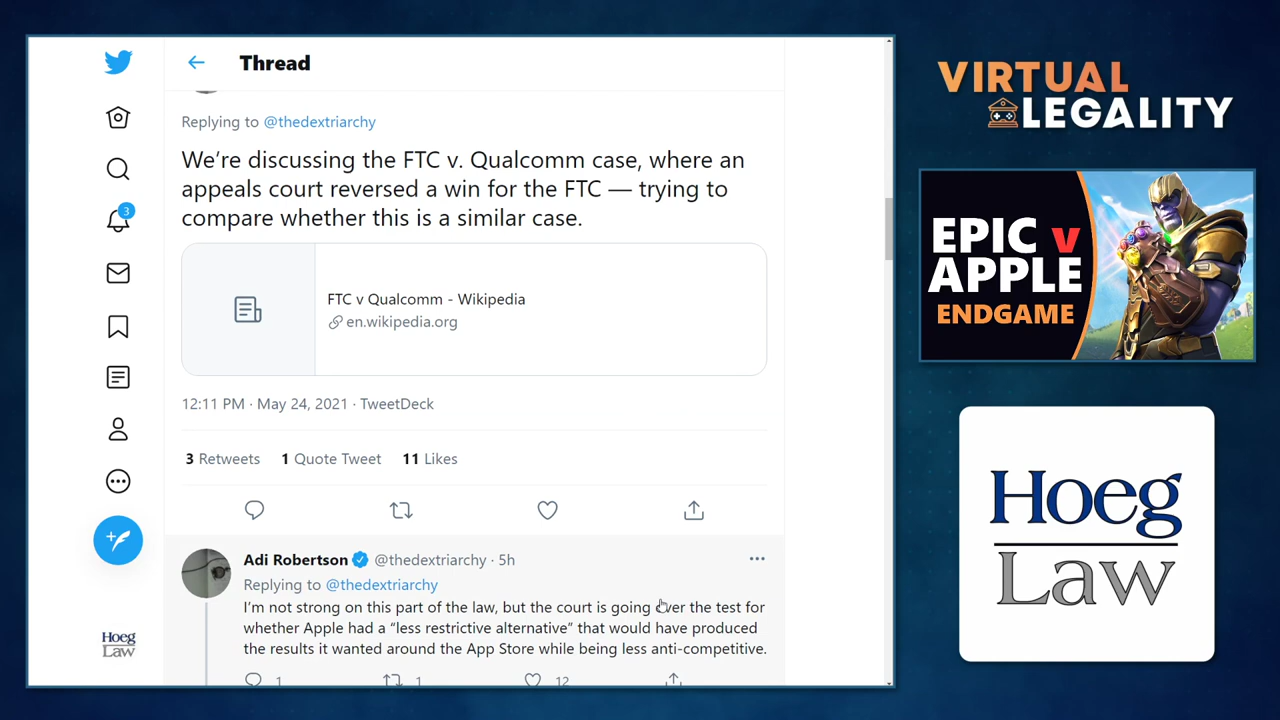 Thread
Replying to @thedextriarchy
We're discussing the FTC v. Qualcomm case, where an
appeals court reversed a win for the FTC — trying to
compare whether this is a similar case.
FTC v Qualcomm - Wikipedia
en.wikipedia.org
12:11 PM · May 24, 2021 · TweetDeck
3 Retweets 1 Quote Tweet 11 Likes
Adi Robertson @thedextriarchy · 5h
Replying to @thedextriarchy
I'm not strong on this part of the law, but the court is going over the test for
whether Apple had a “less restrictive alternative” that would have produced
the results it wanted around the App Store while being less anti-competitive.
1 1 12
3
Hoeg
Law
VIRTUAL
LEGALITY
EPIC v
APPLE
ENDGAME
Hoeg
Law